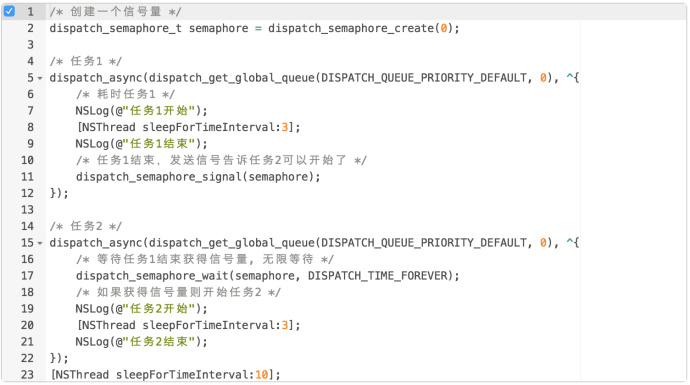 1 /* 创建一个信号量 */
2 dispatch_semaphore_t semaphore = dispatch_semaphore_create(0);
3
4 /* 任务1 */
5 dispatch_async(dispatch_get_global_queue(DISPATCH_QUEUE_PRIORITY_DEFAULT, 0), ^{
6     /* 耗时任务1 */
7     NSLog(@"任务1开始");
8     [NSThread sleepForTimeInterval:3];
9     NSLog(@"任务1结束");
10     /* 任务1结束，发送信号告诉任务2可以开始了 */
11     dispatch_semaphore_signal(semaphore);
12 });
13
14 /* 任务2 */
15 dispatch_async(dispatch_get_global_queue(DISPATCH_QUEUE_PRIORITY_DEFAULT, 0), ^{
16     /* 等待任务1结束获得信号量，无限等待 */
17     dispatch_semaphore_wait(semaphore, DISPATCH_TIME_FOREVER);
18     /* 如果获得信号量则开始任务2 */
19     NSLog(@"任务2开始");
20     [NSThread sleepForTimeInterval:3];
21     NSLog(@"任务2结束");
22 });
23 [NSThread sleepForTimeInterval:10];